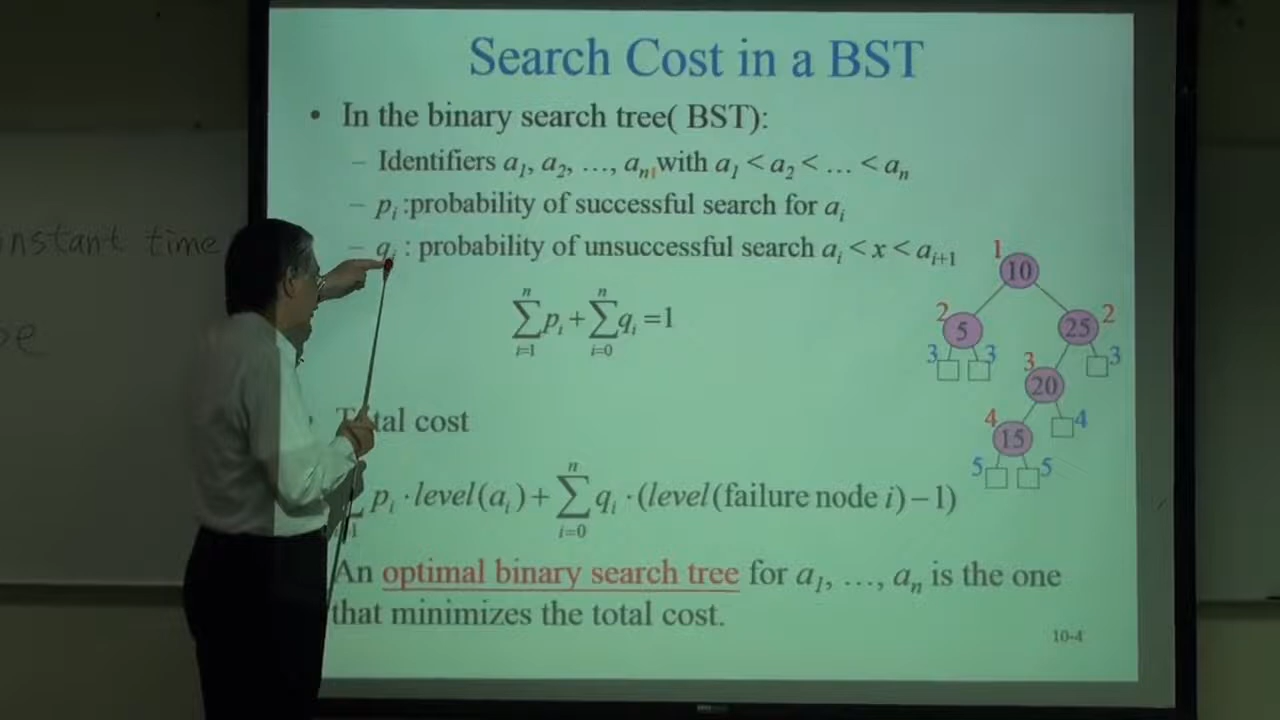 Search Cost in a BST
• In the binary search tree( BST):
– Identifiers a1, a2, …, an, with a1 < a2 < … < an
– pi :probability of successful search for ai
– qi : probability of unsuccessful search ai < x < ai+1
n n
∑ pi + ∑ qi = 1
i=1 i=0
Total cost
n
pi · level(ai) + ∑ qi · (level(failure node i) – 1)
i=0
An optimal binary search tree for a1, …, an is the one
that minimizes the total cost.
10-4
1
10
2 2
5 25
3 3 3 3
20
4 4
15
5 5
nstant time